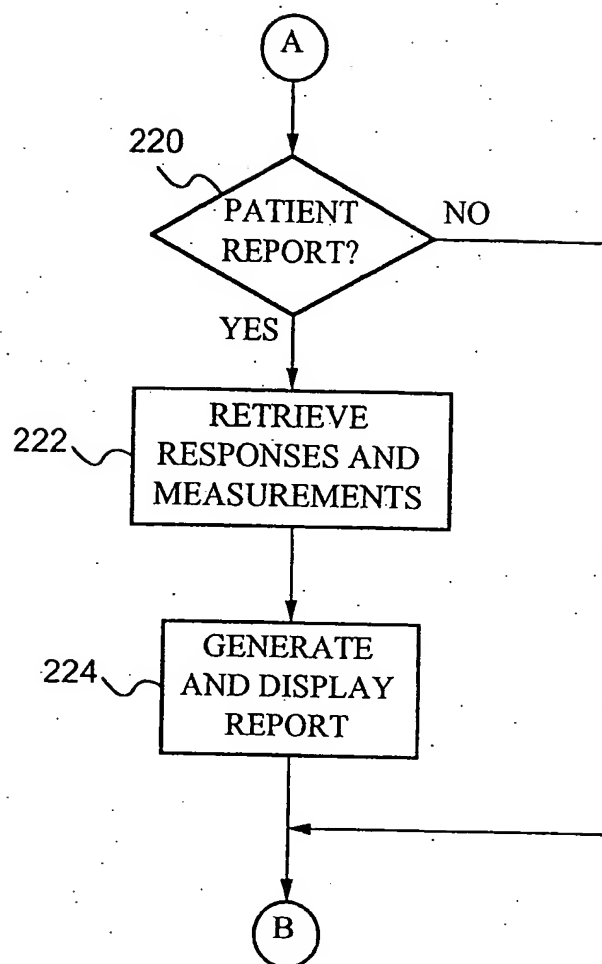 A
220
PATIENT
REPORT?
NO
YES
222
RETRIEVE
RESPONSES AND
MEASUREMENTS
224
GENERATE
AND DISPLAY
REPORT
B